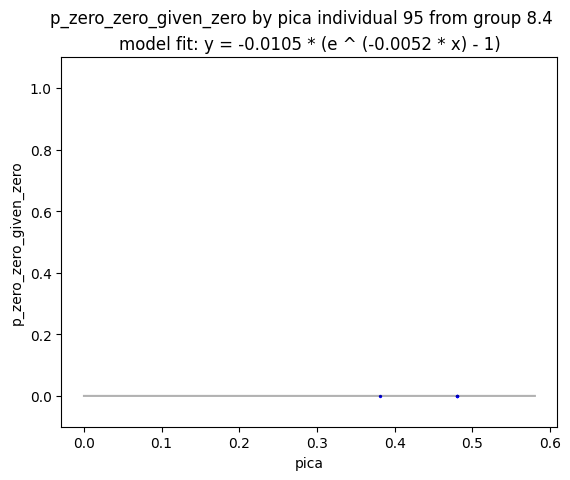 p_zero_zero_given_zero by pica individual 95 from group 8.4
model fit: y = -0.0105 * (e ^ (-0.0052 * x) - 1)
p_zero_zero_given_zero
1.0
0.8
0.6
0.4
0.2
0.0
0.0 0.1 0.2 0.3 0.4 0.5 0.6
pica